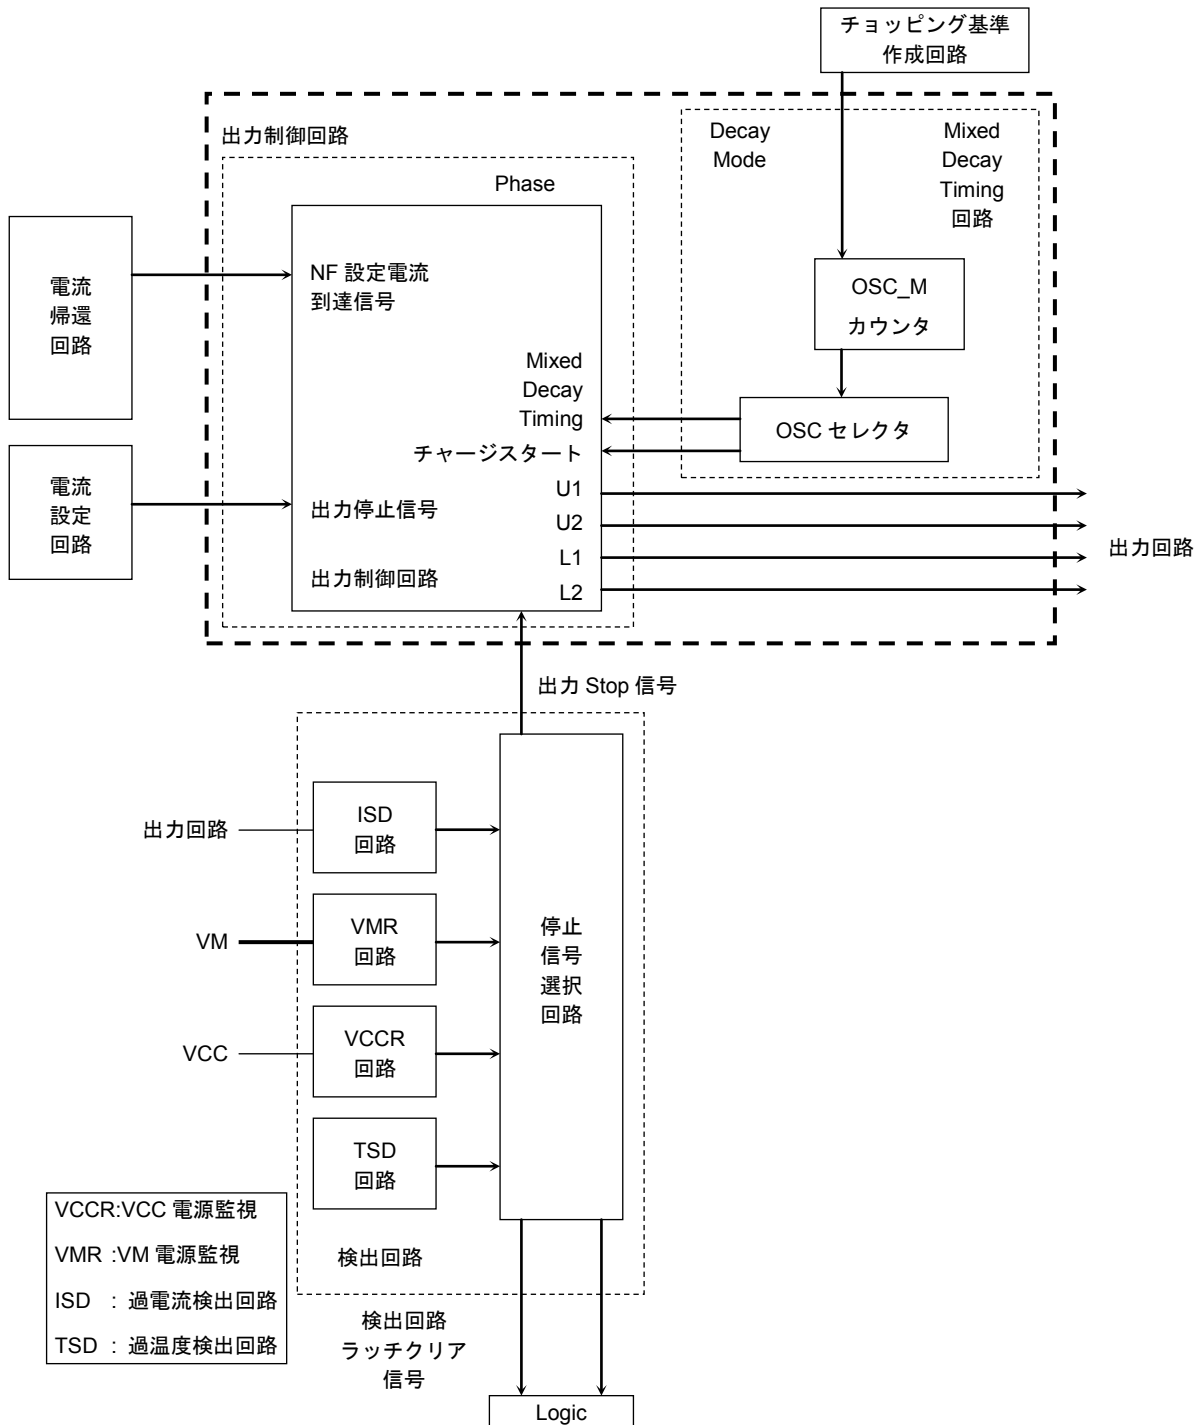 チョッピング基準
作成回路
出力制御回路
Decay
Mode
Mixed
Decay
Timing
回路
Phase
電流
帰還
回路
NF 設定電流
到達信号
OSC_M
カウンタ
Mixed
Decay
Timing
チャージスタート
OSC セレクタ
電流
設定
回路
出力停止信号
出力制御回路
U1
U2
L1
L2
出力回路
出力 Stop 信号
出力回路
ISD
回路
VM
VMR
回路
VCC
VCCR
回路
TSD
回路
停止
信号
選択
回路
検出回路
VCCR:VCC 電源監視
VMR :VM 電源監視
ISD : 過電流検出回路
TSD : 過温度検出回路
検出回路
ラッチクリア
信号
Logic